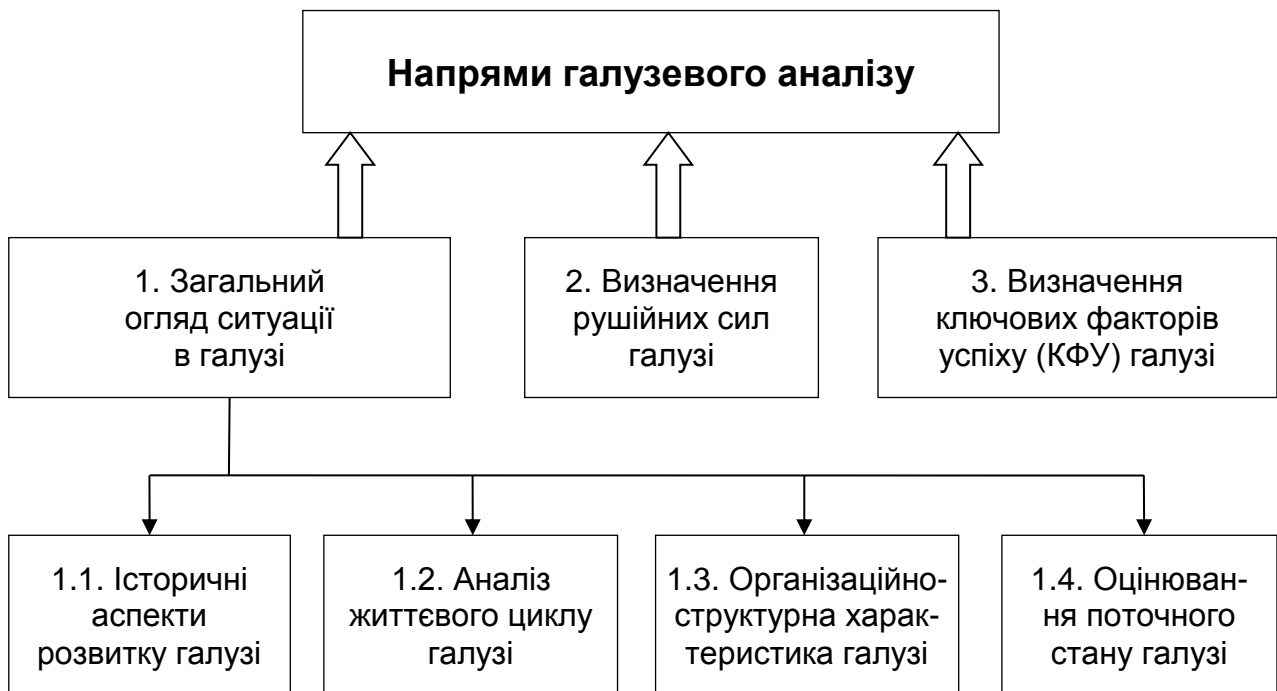 Напрями галузевого аналізу
1. Загальний
огляд ситуації
в галузі
2. Визначення
рушійних сил
галузі
3. Визначення
ключових факторів
успіху (КФУ) галузі
1.1. Історичні
аспекти
розвитку галузі
1.2. Аналіз
життєвого циклу
галузі
1.3. Організаційно-
структурна харак-
теристика галузі
1.4. Оцінюван-
ня поточного
стану галузі